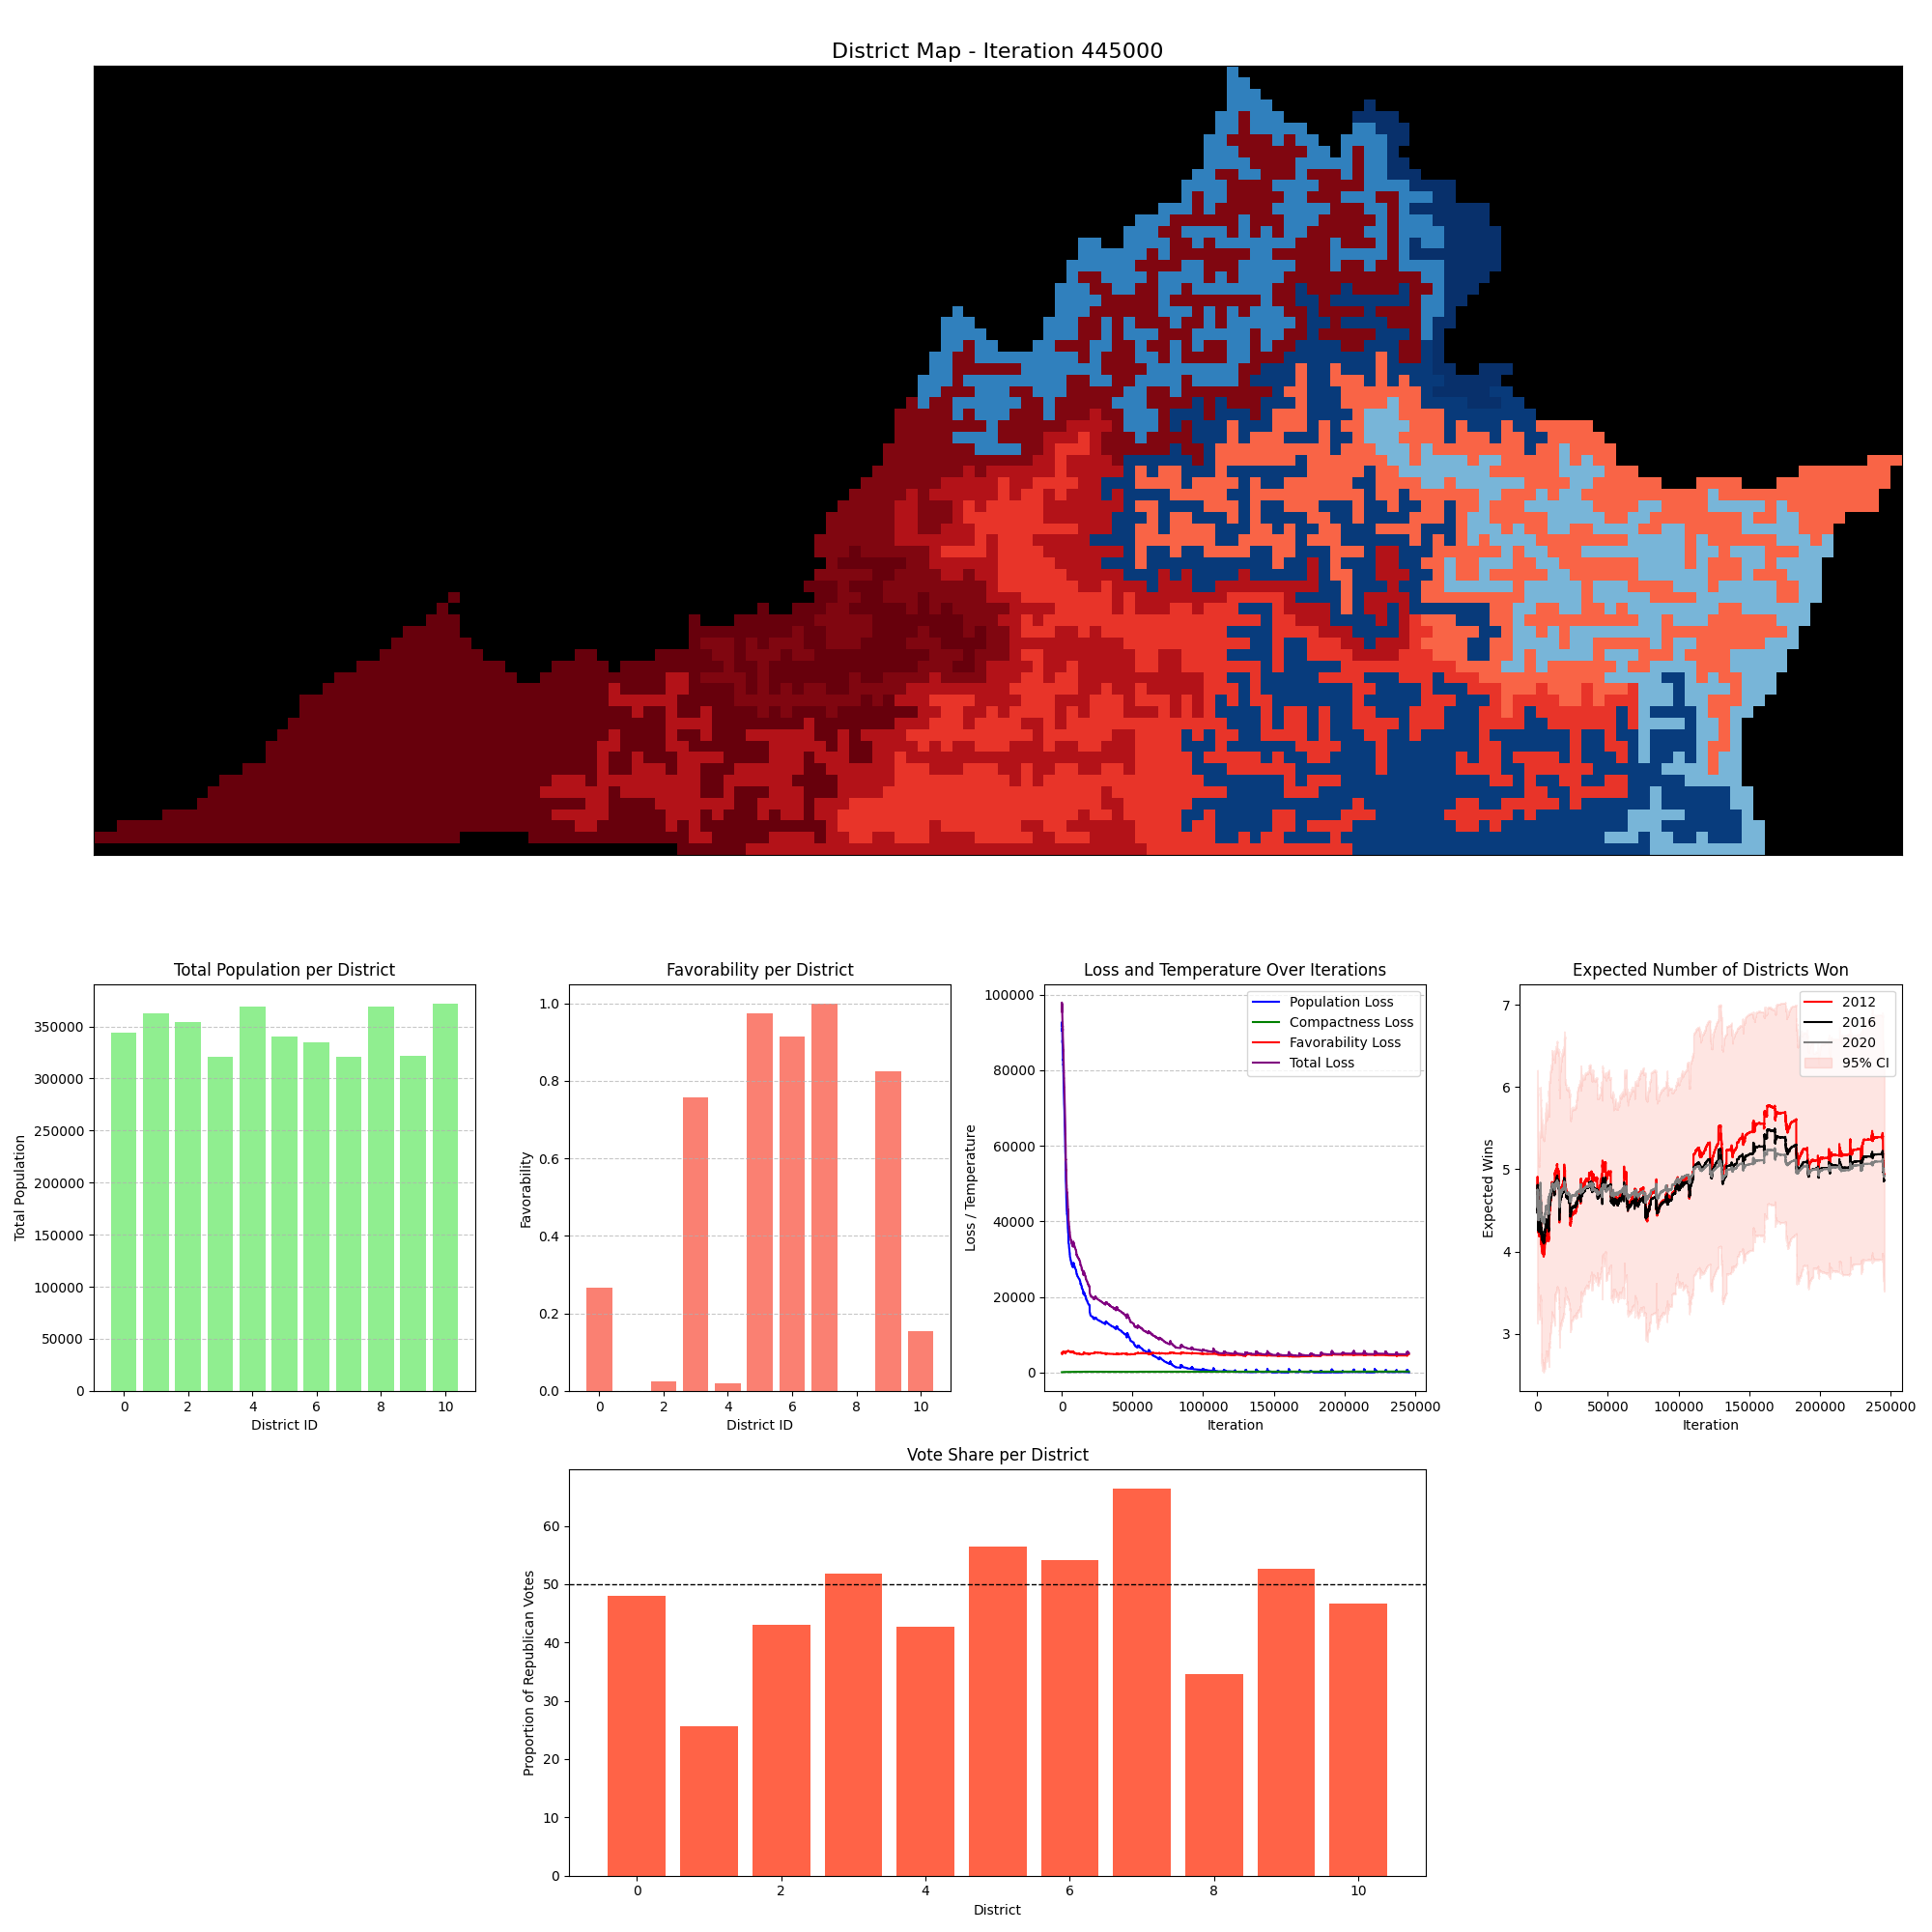 District Map - Iteration 445000
Total Population per District
Total Population
350000
300000
250000
200000
150000
100000
50000
0
0 2 4 6 8 10
District ID
Favorability per District
Favorability
1.0
0.8
0.6
0.4
0.2
0.0
0 2 4 6 8 10
District ID
Loss and Temperature Over Iterations
Loss / Temperature
100000
80000
60000
40000
20000
0
Population Loss
Compactness Loss
Favorability Loss
Total Loss
0 50000 100000 150000 200000 250000
Iteration
Expected Number of Districts Won
Expected Wins
7
6
5
4
3
2012
2016
2020
95% CI
0 50000 100000 150000 200000 250000
Iteration
Vote Share per District
Proportion of Republican Votes
60
50
40
30
20
10
0
0 2 4 6 8 10
District